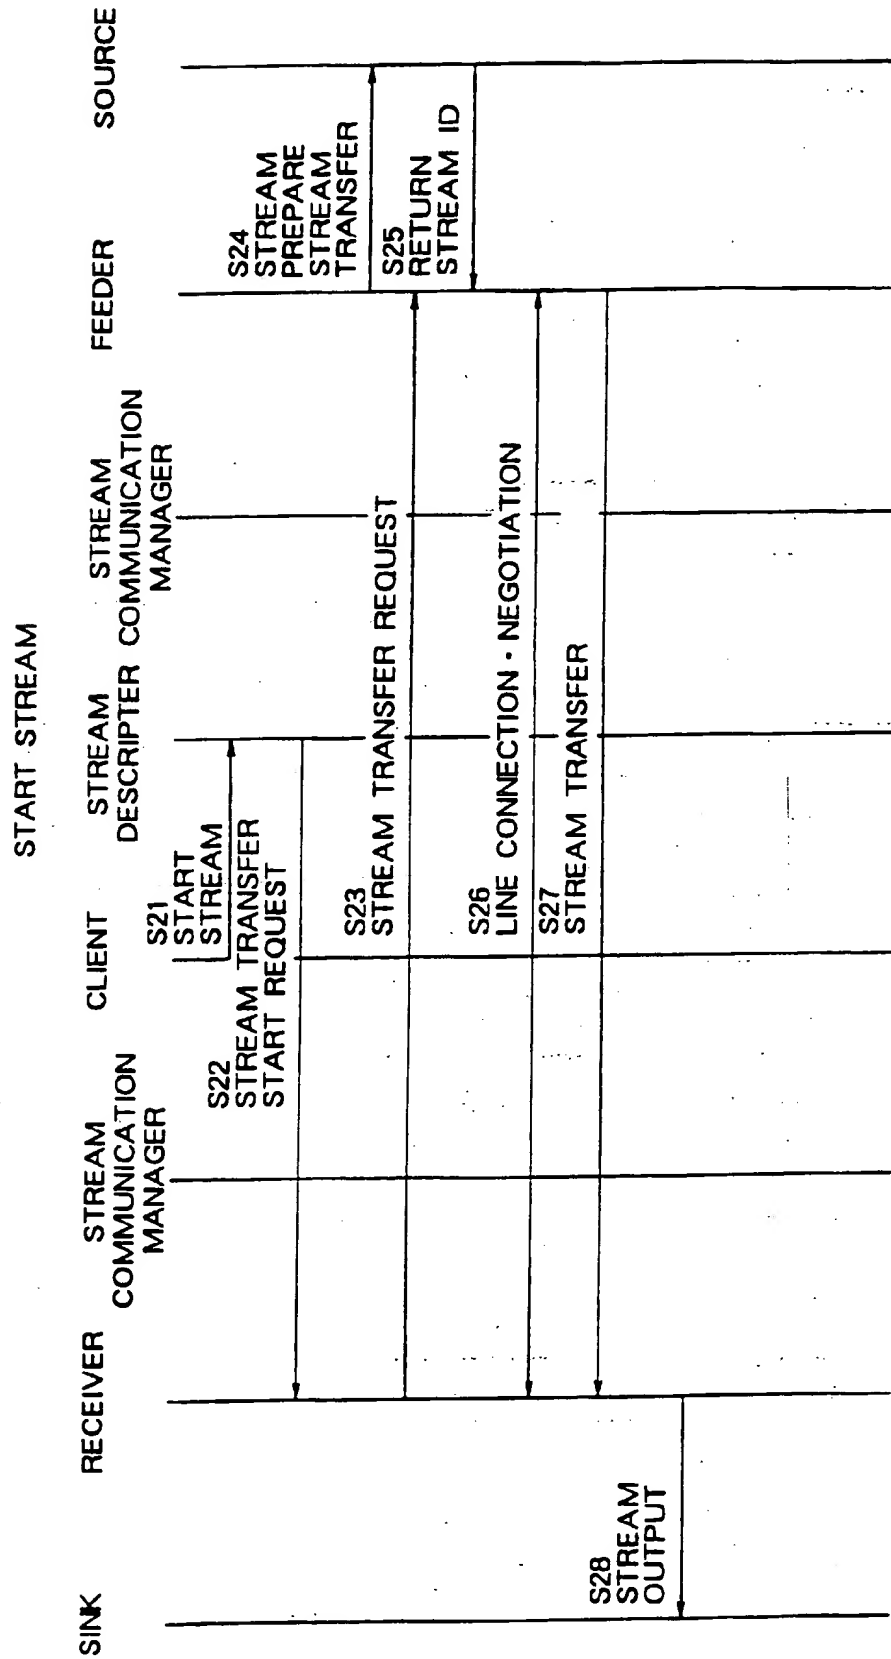 START STREAM
SINK
RECEIVER
STREAM
COMMUNICATION
MANAGER
CLIENT
STREAM
DESCRIPTER
STREAM
COMMUNICATION
MANAGER
FEEDER
SOURCE
S21
START
STREAM
S22
STREAM TRANSFER
START REQUEST
S23
STREAM TRANSFER REQUEST
S24
STREAM
PREPARE
STREAM
TRANSFER
S25
RETURN
STREAM ID
S26
LINE CONNECTION · NEGOTIATION
S27
STREAM TRANSFER
S28
STREAM
OUTPUT